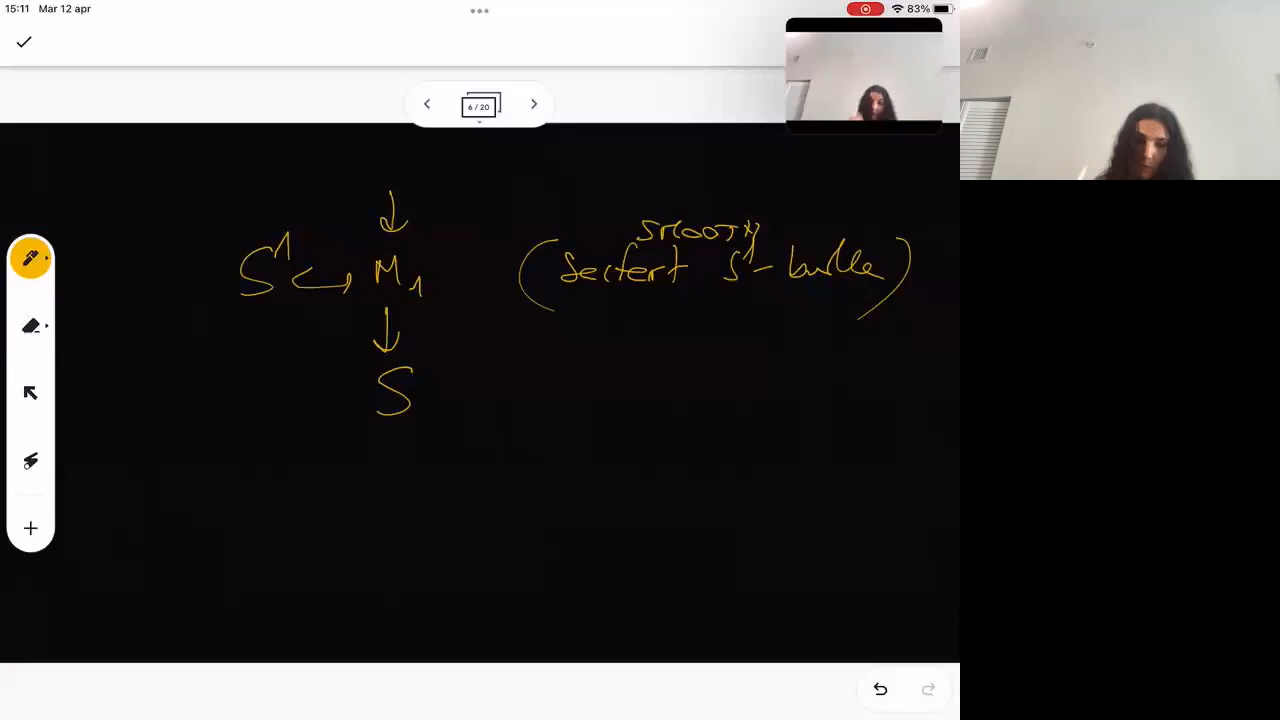 15:11 Mar 12 apr
83%
6 / 20
smooth
S¹ ↪ M₁ (Seifert S¹-bundle)
↓
S